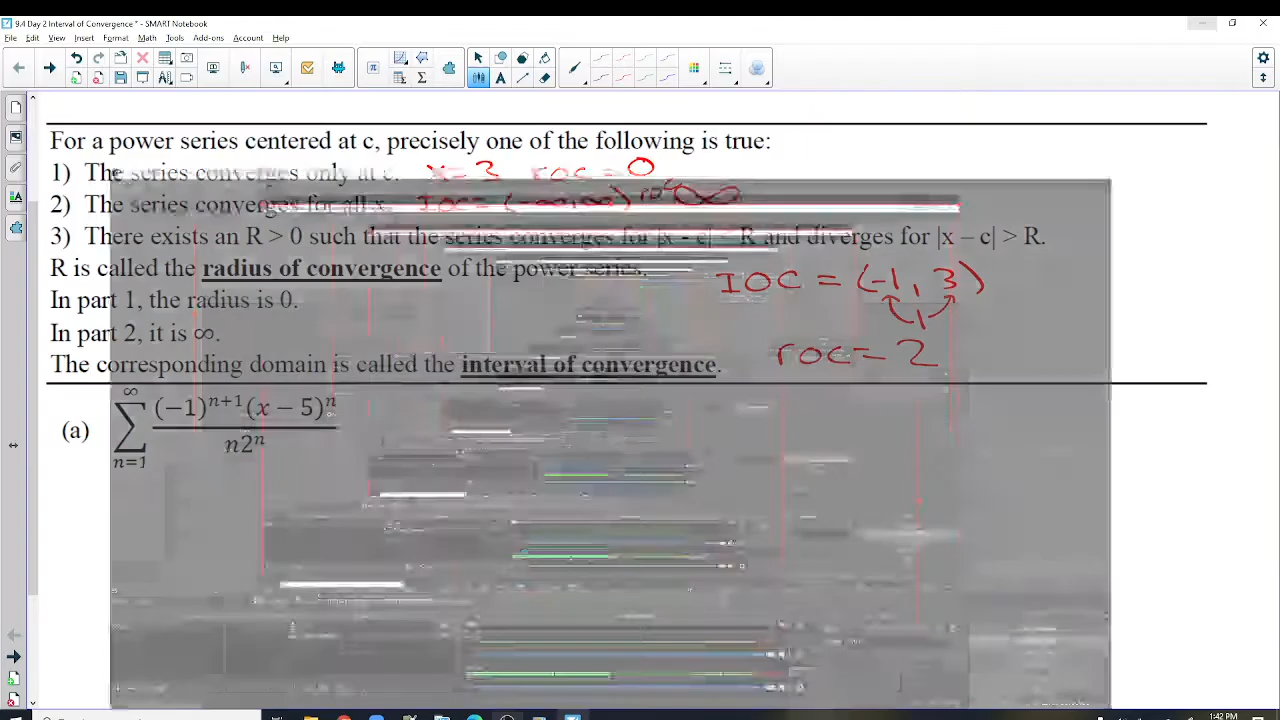 9.4 Day 2 Interval of Convergence * - SMART Notebook
File Edit View Insert Format Math Tools Add-ons Account Help
For a power series centered at c, precisely one of the following is true:
1) The series converges only at c. x = 3 roc = 0
2) The series converges for all x. IOC = (-∞, ∞) roc ∞
3) There exists an R > 0 such that the series converges for |x - c| R and diverges for |x – c| > R.
R is called the radius of convergence of the power series.
IOC = (-1, 3)
In part 1, the radius is 0.
1
In part 2, it is ∞.
roc = 2
The corresponding domain is called the interval of convergence.
(a) ∑_{n=1}^{∞} \frac{(-1)^{n+1}(x − 5)^n}{n2^n}
1:42 PM